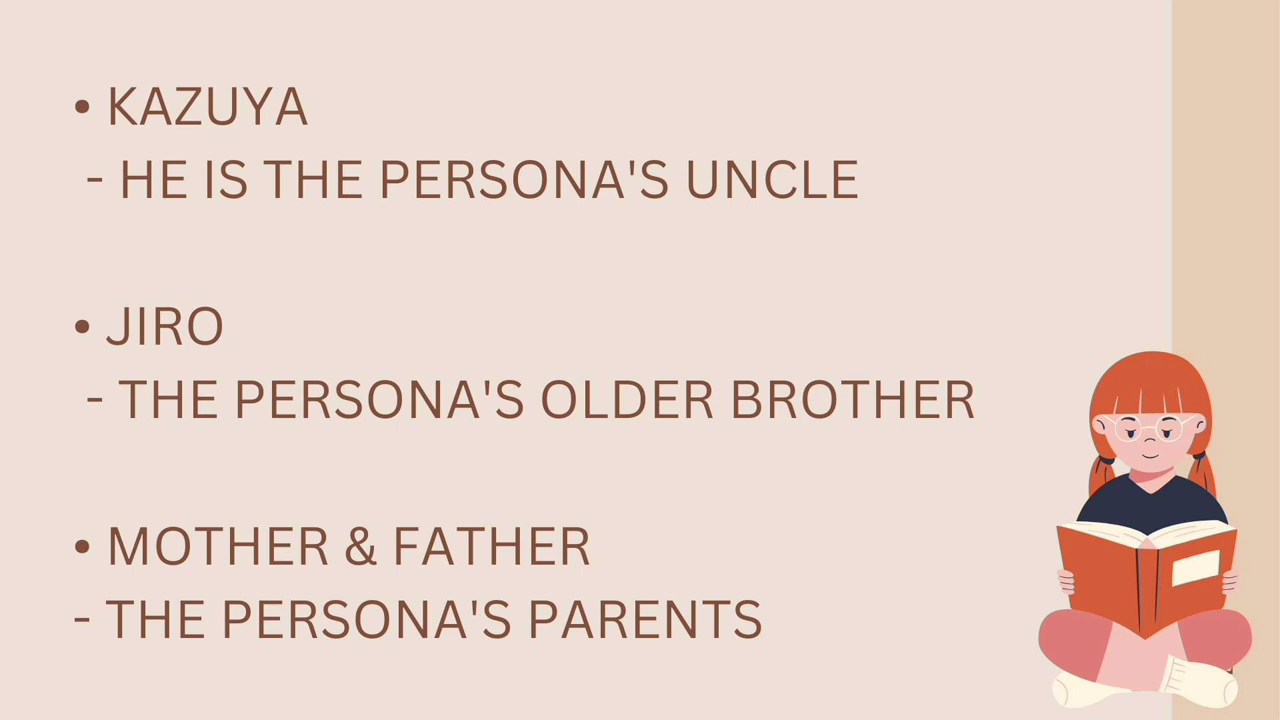 • KAZUYA
- HE IS THE PERSONA'S UNCLE
• JIRO
- THE PERSONA'S OLDER BROTHER
• MOTHER & FATHER
- THE PERSONA'S PARENTS